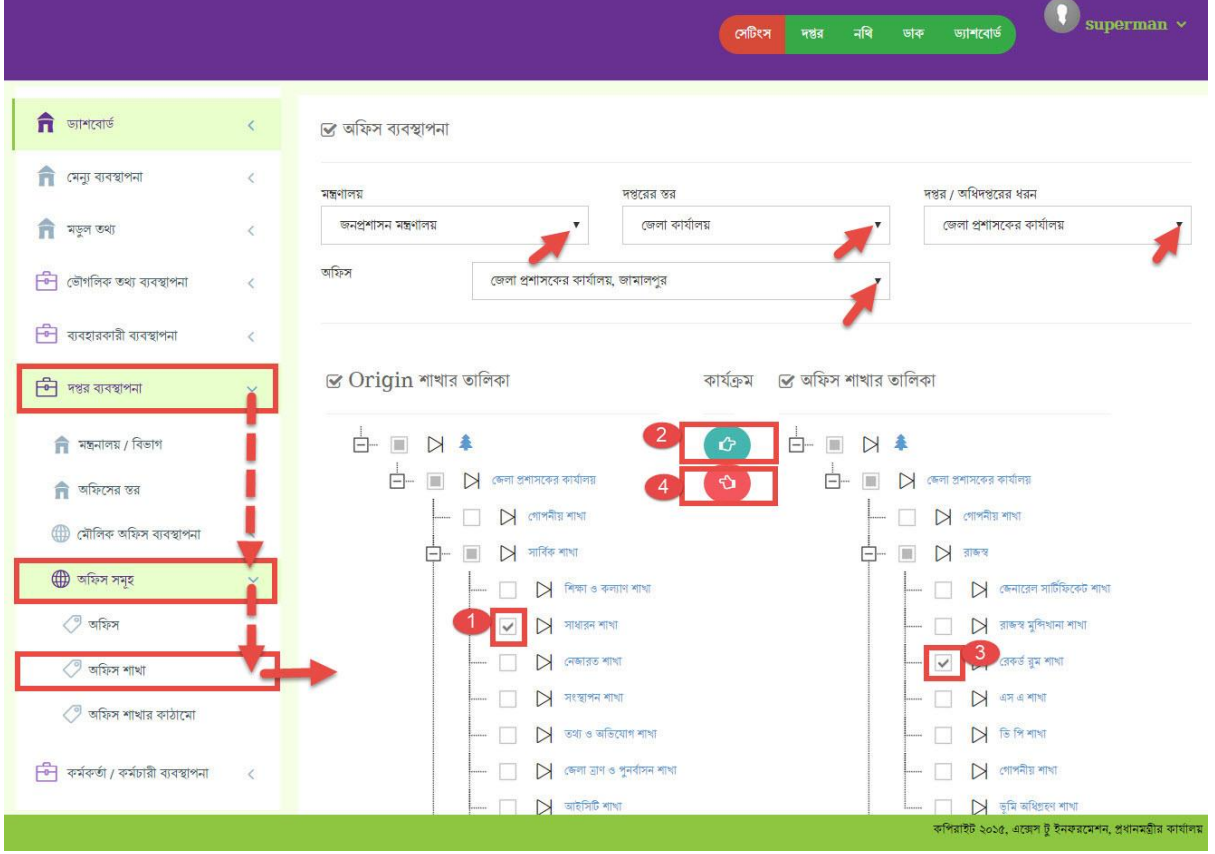 সেটিংস দপ্তর নথি ডাক ড্যাশবোর্ড superman
ড্যাশবোর্ড
মেন্যু ব্যবস্থাপনা
মডুল তথ্য
ভৌগলিক তথ্য ব্যবস্থাপনা
ব্যবহারকারী ব্যবস্থাপনা
দপ্তর ব্যবস্থাপনা
মন্ত্রনালয় / বিভাগ
অফিসের স্তর
মৌলিক অফিস ব্যবস্থাপনা
অফিস সমূহ
অফিস
অফিস শাখা
অফিস শাখার কাঠামো
কর্মকর্তা / কর্মচারী ব্যবস্থাপনা
অফিস ব্যবস্থাপনা
মন্ত্রণালয় দপ্তরের স্তর দপ্তর / অধিদপ্তরের ধরন
জনপ্রশাসন মন্ত্রণালয় জেলা কার্যালয় জেলা প্রশাসকের কার্যালয়
অফিস জেলা প্রশাসকের কার্যালয়, জামালপুর
Origin শাখার তালিকা কার্যক্রম অফিস শাখার তালিকা
2
4
জেলা প্রশাসকের কার্যালয়
গোপনীয় শাখা
সার্বিক শাখা
শিক্ষা ও কল্যাণ শাখা
1 সাধারন শাখা
নেজারত শাখা
সংস্থাপন শাখা
তথ্য ও অভিযোগ শাখা
জেলা ত্রাণ ও পুনর্বাসন শাখা
আইসিটি শাখা
জেলা প্রশাসকের কার্যালয়
গোপনীয় শাখা
রাজস্ব
জেনারেল সার্টিফিকেট শাখা
রাজস্ব মুন্সিখানা শাখা
3 রেকর্ড রুম শাখা
এস এ শাখা
ভি পি শাখা
গোপনীয় শাখা
ভূমি অধিগ্রহণ শাখা
কপিরাইট ২০১৫, এক্সেস টু ইনফরমেশন, প্রধানমন্ত্রীর কার্যালয়